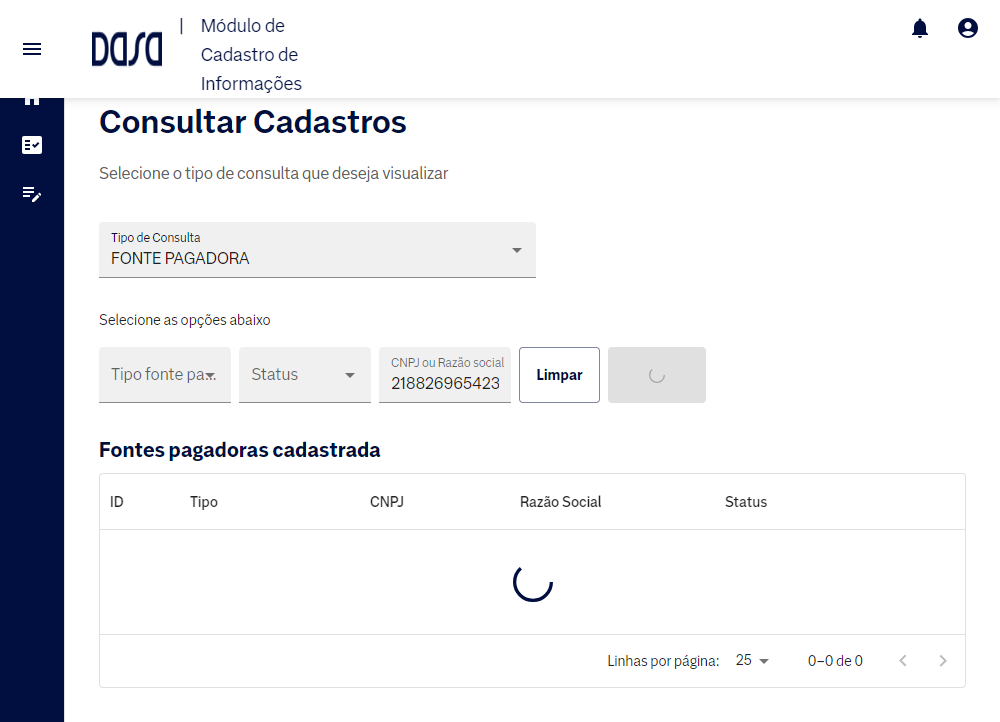 Dasa
|
Módulo de
Cadastro de
Informações
Consultar Cadastros
Selecione o tipo de consulta que deseja visualizar
Tipo de Consulta
FONTE PAGADORA
Selecione as opções abaixo
Tipo fonte pa...
Status
CNPJ ou Razão social
218826965423
Limpar
Fontes pagadoras cadastrada
ID Tipo CNPJ Razão Social Status
Linhas por página: 25 0–0 de 0